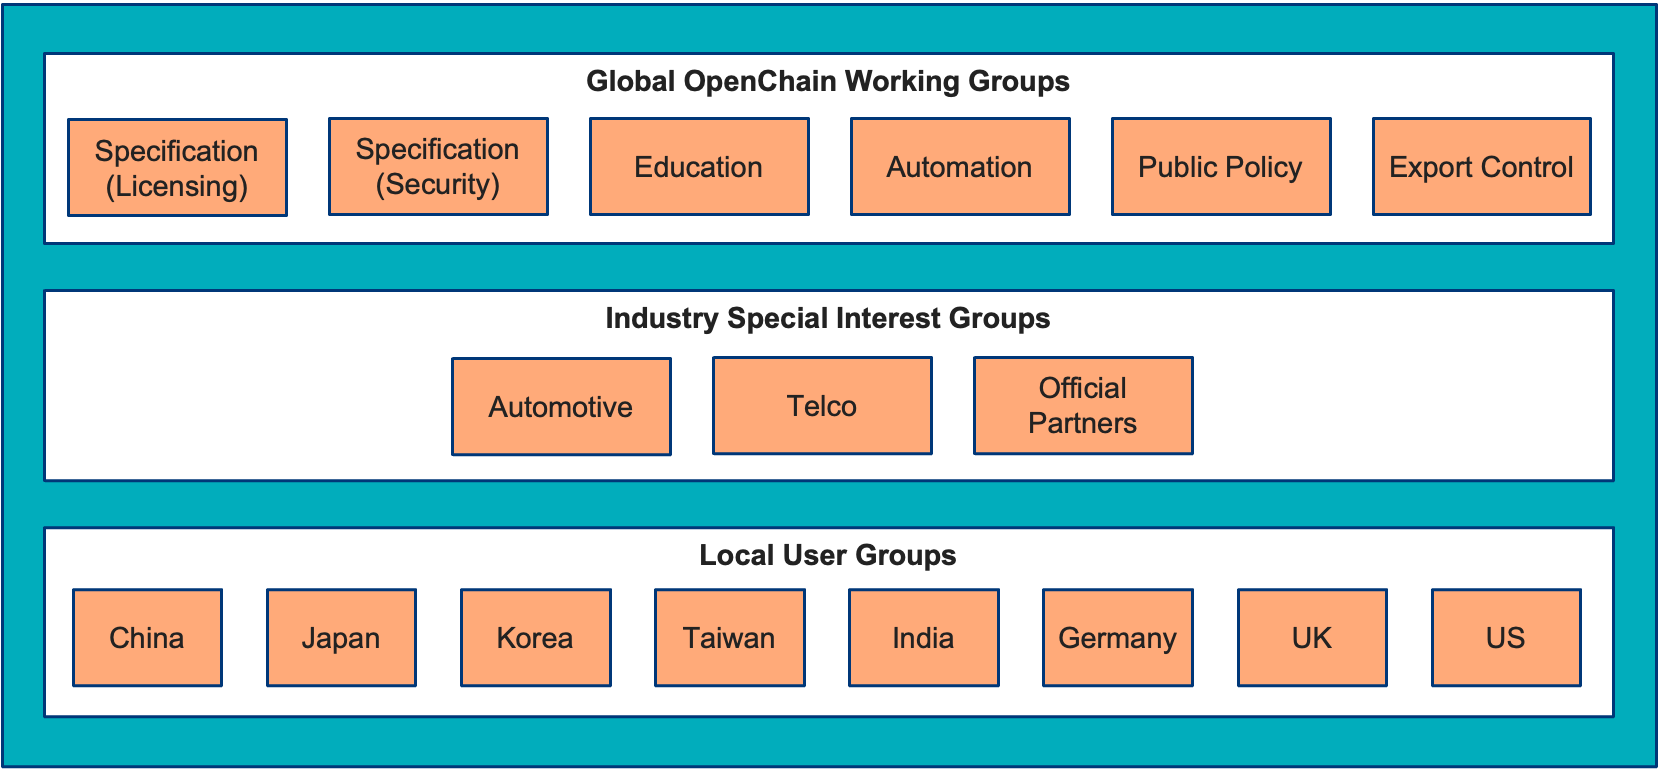 Global OpenChain Working Groups
Specification
(Licensing)
Specification
(Security)
Education
Automation
Public Policy
Export Control
Industry Special Interest Groups
Automotive
Telco
Official
Partners
Local User Groups
China
Japan
Korea
Taiwan
India
Germany
UK
US